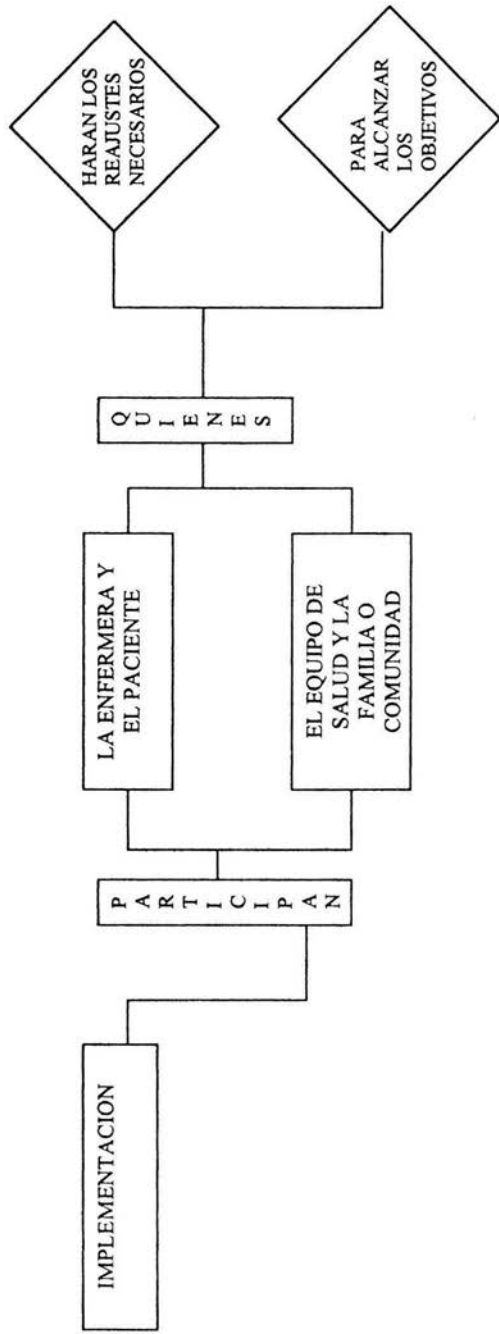 IMPLEMENTACION
P
A
R
T
I
C
I
P
A
N
LA ENFERMERA Y
EL PACIENTE
EL EQUIPO DE
SALUD Y LA
FAMILIA O
COMUNIDAD
Q
U
I
E
N
E
S
HARAN LOS
REAJUSTES
NECESARIOS
PARA
ALCANZAR
LOS
OBJETIVOS